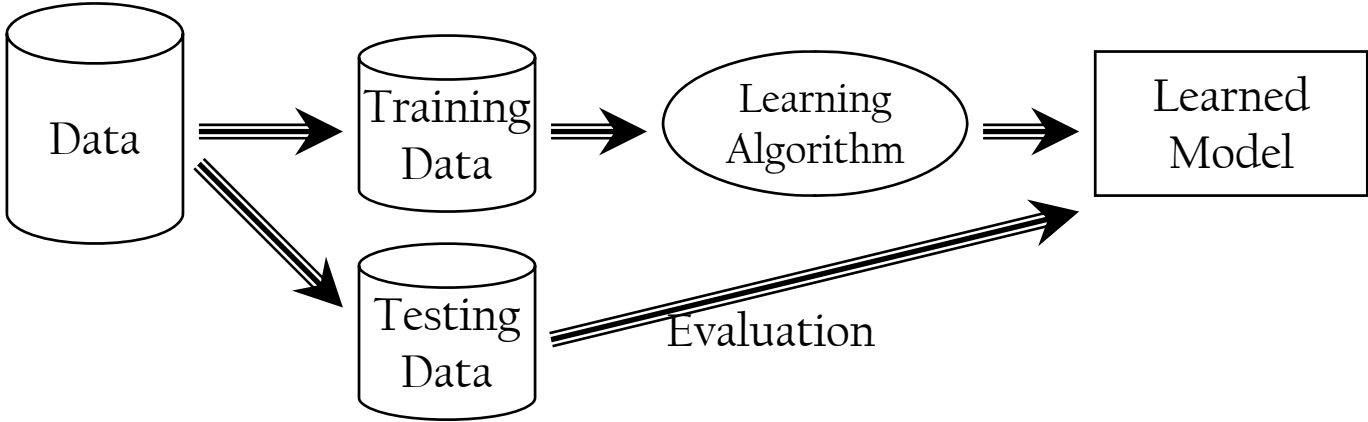 Data
Training
Data
Learning
Algorithm
Learned
Model
Testing
Data
Evaluation